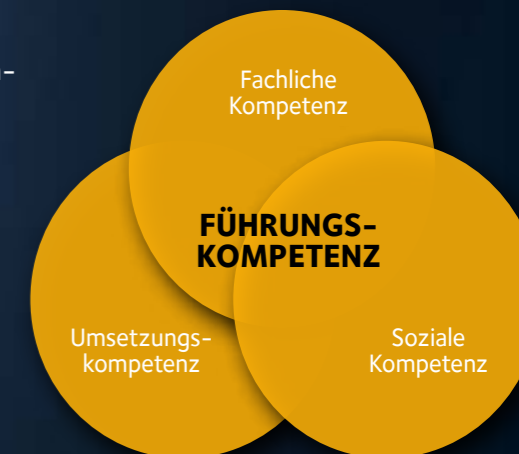 Fachliche
Kompetenz
FÜHRUNGS-
KOMPETENZ
Umsetzungs-
kompetenz
Soziale
Kompetenz